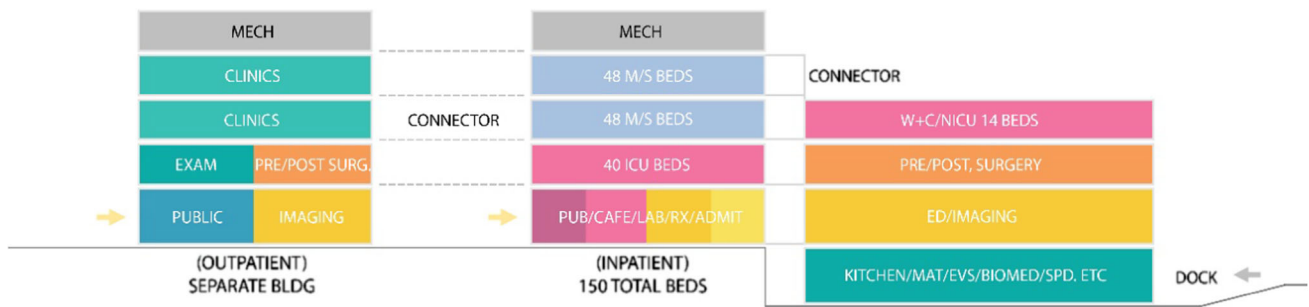 MECH
CLINICS
CLINICS
EXAM
PRE/POST SURG.
PUBLIC
IMAGING
(OUTPATIENT)
SEPARATE BLDG
CONNECTOR
MECH
48 M/S BEDS
48 M/S BEDS
40 ICU BEDS
PUB/CAFE/LAB/RX/ADMIT
(INPATIENT)
150 TOTAL BEDS
CONNECTOR
W+C/NICU 14 BEDS
PRE/POST, SURGERY
ED/IMAGING
KITCHEN/MAT/EVS/BIOMED/SPD, ETC
DOCK